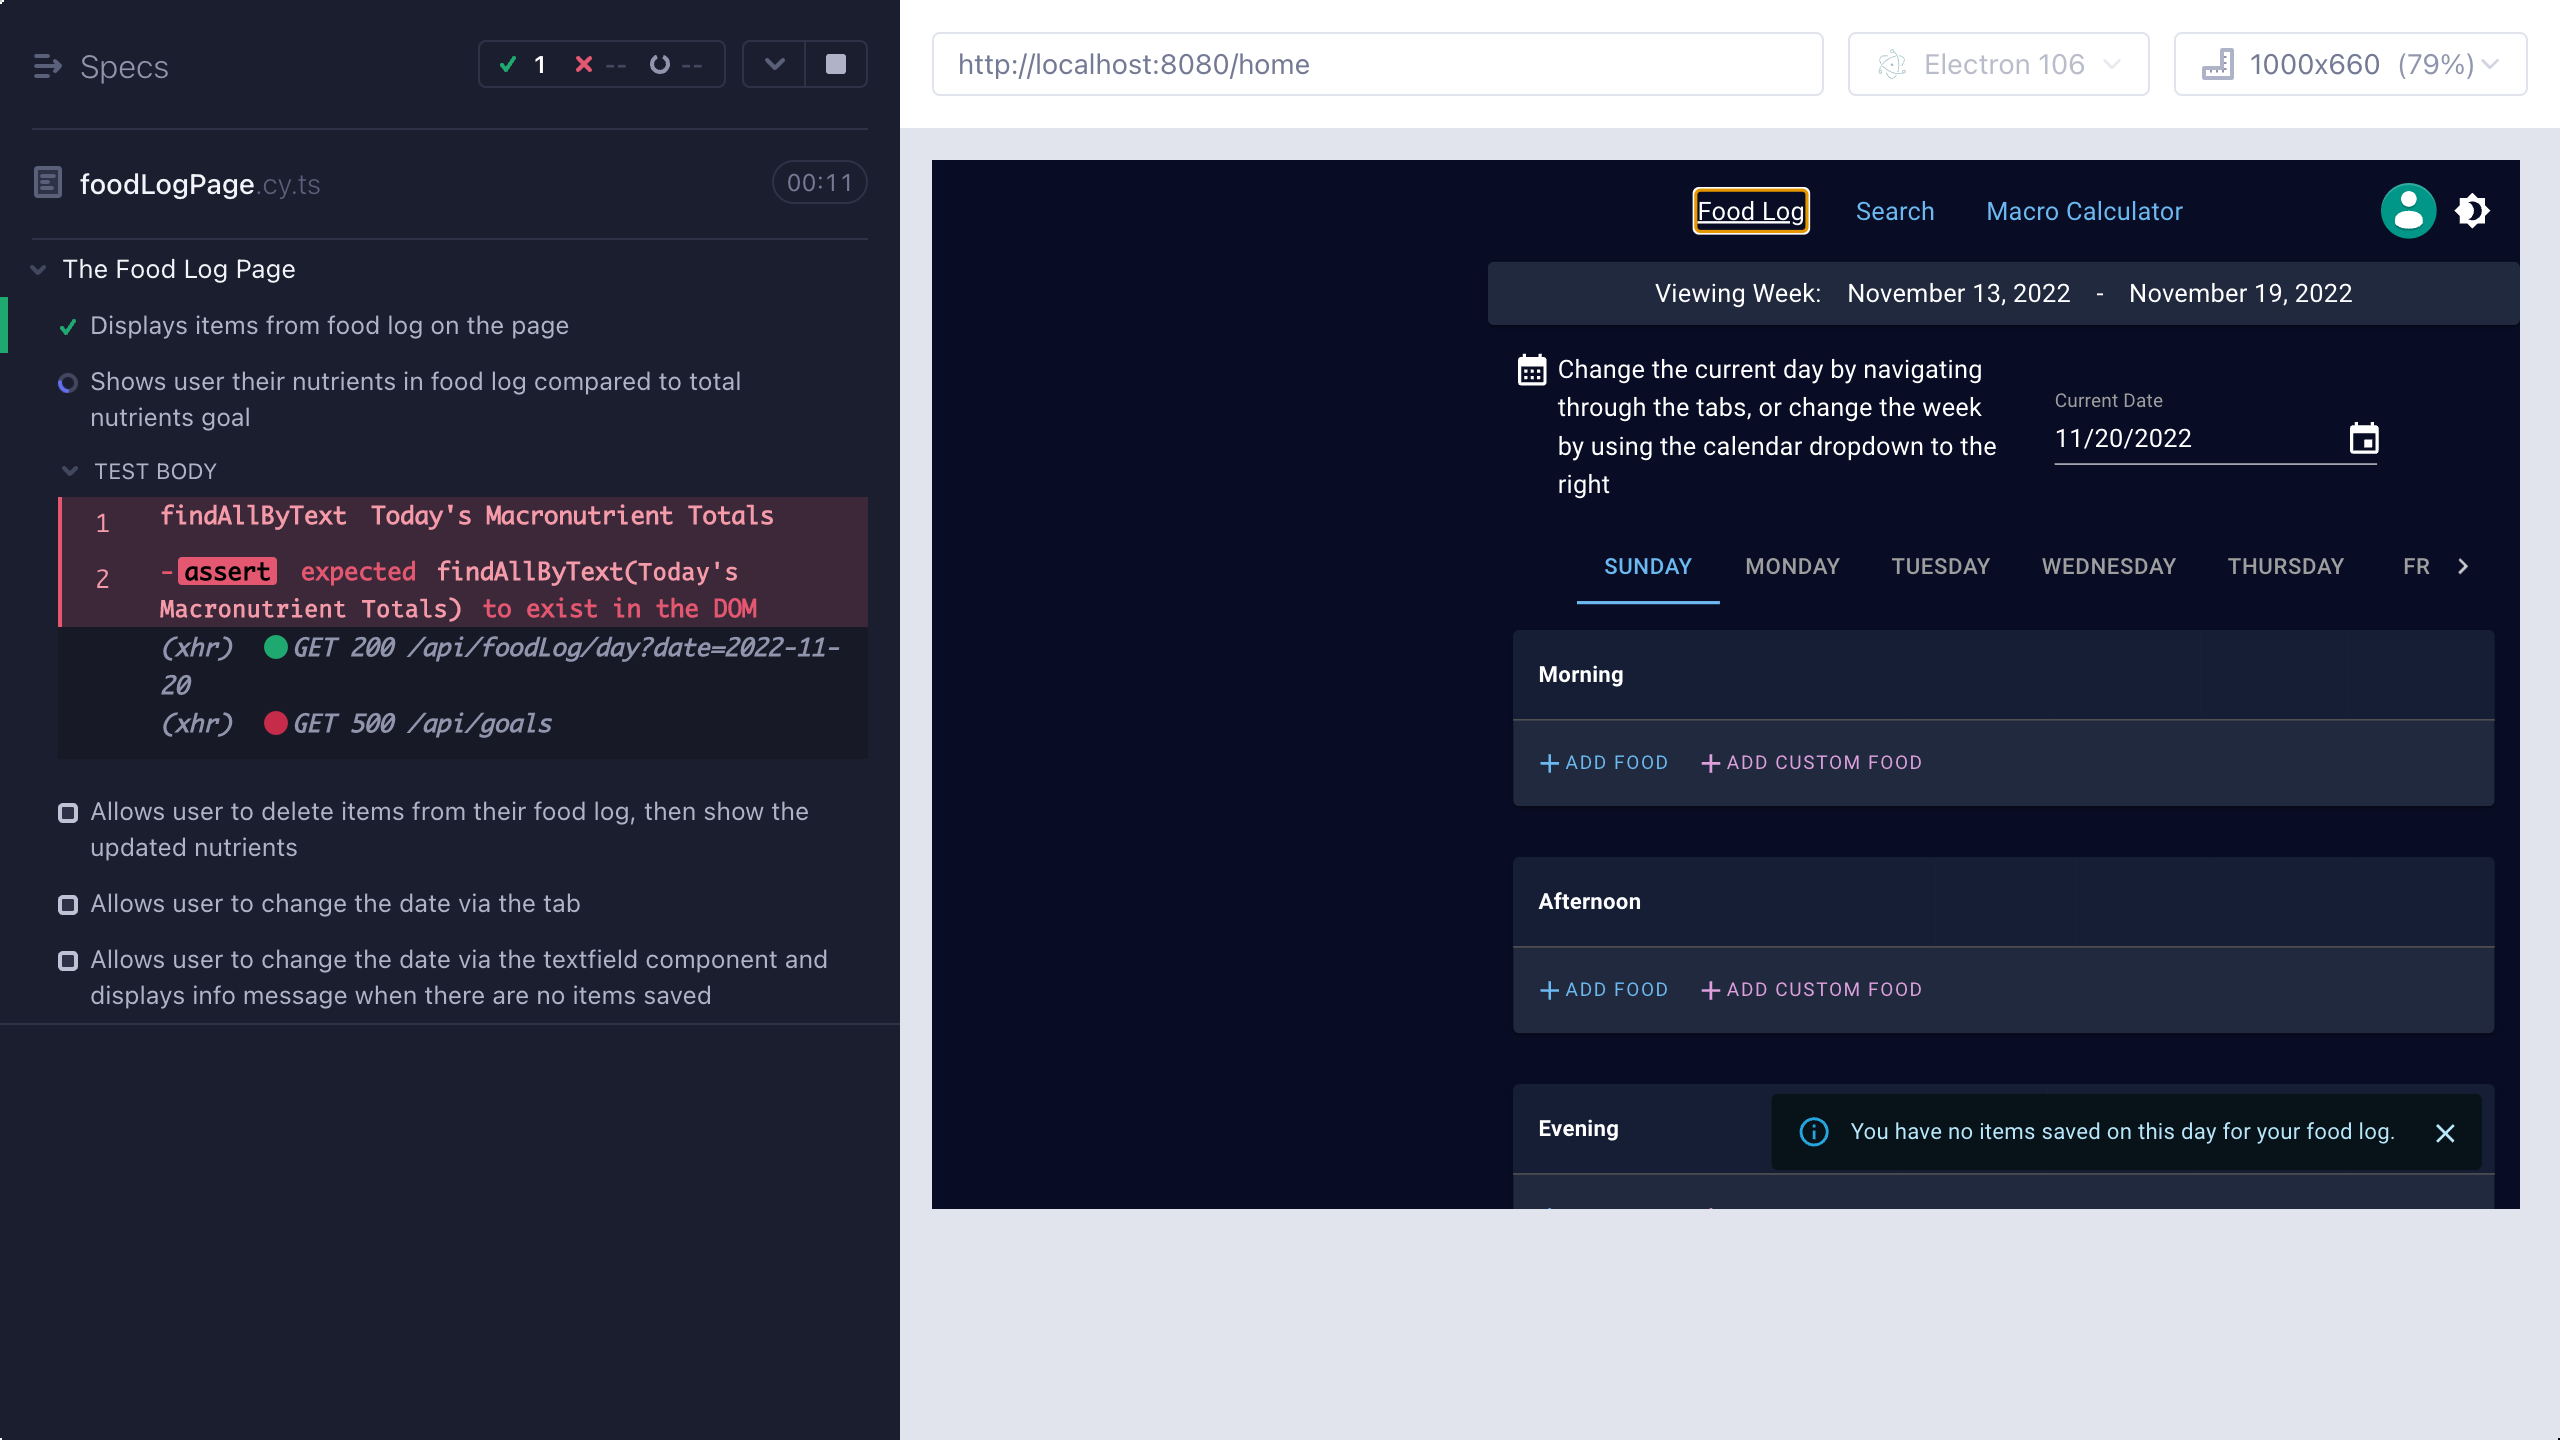 Specs
1
--
--
foodLogPage.cy.ts
00:11
The Food Log Page
Displays items from food log on the page
Shows user their nutrients in food log compared to total
nutrients goal
TEST BODY
1 findAllByText Today's Macronutrient Totals
2 -assert expected findAllByText(Today's
Macronutrient Totals) to exist in the DOM
(xhr) GET 200 /api/foodLog/day?date=2022-11-
20
(xhr) GET 500 /api/goals
Allows user to delete items from their food log, then show the
updated nutrients
Allows user to change the date via the tab
Allows user to change the date via the textfield component and
displays info message when there are no items saved
http://localhost:8080/home
Electron 106
1000x660 (79%)
Food Log Search Macro Calculator
Viewing Week: November 13, 2022 - November 19, 2022
Change the current day by navigating
through the tabs, or change the week
by using the calendar dropdown to the
right
Current Date
11/20/2022
SUNDAY MONDAY TUESDAY WEDNESDAY THURSDAY FR
Morning
+ ADD FOOD + ADD CUSTOM FOOD
Afternoon
+ ADD FOOD + ADD CUSTOM FOOD
Evening
You have no items saved on this day for your food log.